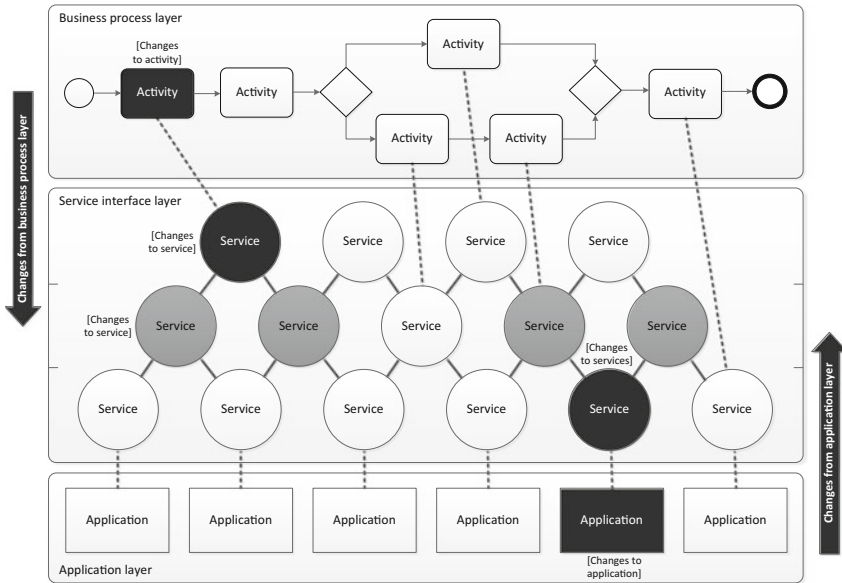 Business process layer
[Changes
to activity]
Activity
Activity
Activity
Activity
Activity
Activity
Changes from business process layer
Service interface layer
[Changes
to service]
Service
Service
Service
Service
[Changes
to service]
Service
Service
Service
Service
Service
[Changes
to services]
Service
Service
Service
Service
Service
Service
Changes from application layer
Application
Application
Application
Application
Application
Application
[Changes to
application]
Application layer